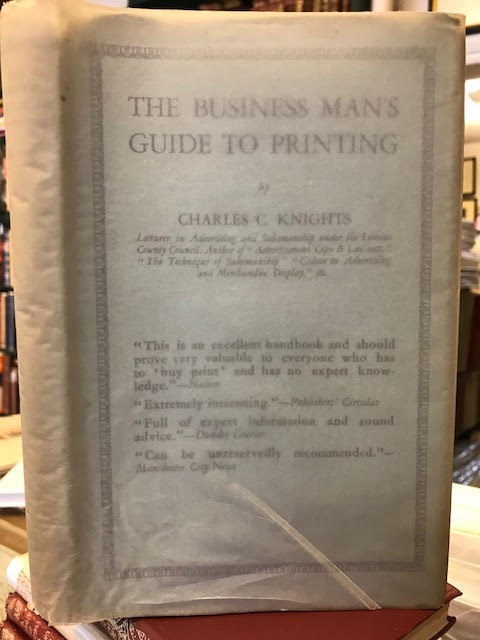 THE BUSINESS MAN'S
GUIDE TO PRINTING
by
CHARLES C. KNIGHTS
Lecturer in Advertising and Salesmanship under the London
County Council, Author of "Advertisement Copy & Layouts,"
"The Technique of Salesmanship" "Colour in Advertising
and Merchandise Display," etc
"This is an excellent handbook and should
prove very valuable to everyone who has
to 'buy print' and has no expert know-
ledge."—Nation
"Extremely interesting."—Publishers' Circular
"Full of expert information and sound
advice."—Dundee Courier
"Can be unreservedly recommended."—
Manchester City News